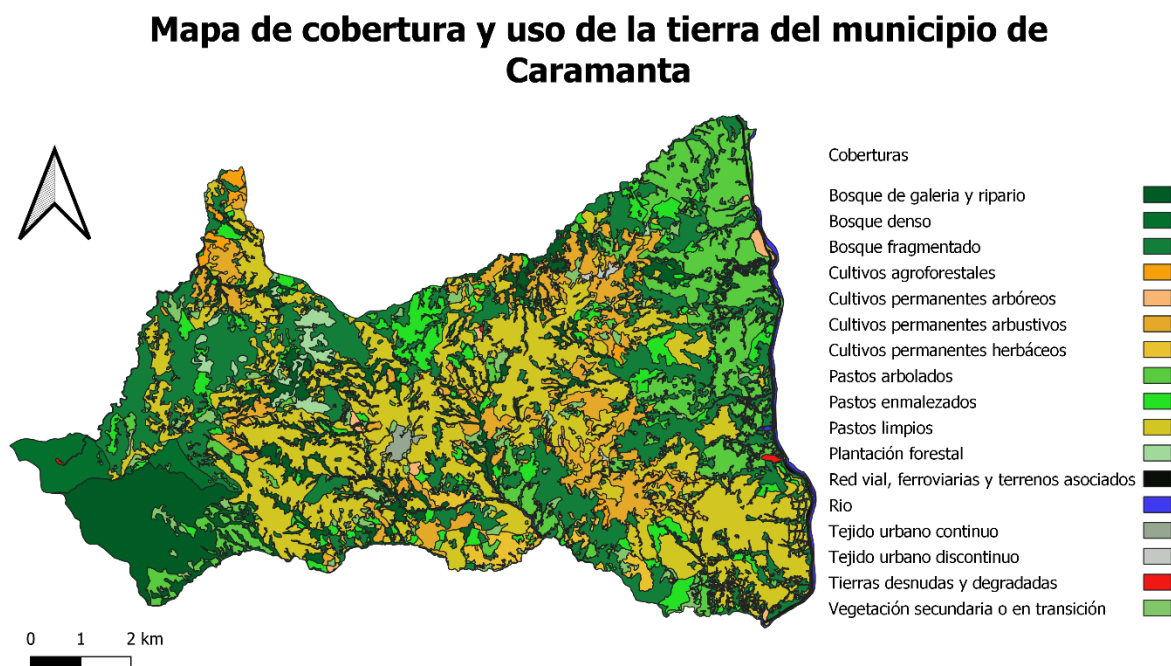 Mapa de cobertura y uso de la tierra del municipio de
Caramanta
Coberturas
Bosque de galeria y ripario
Bosque denso
Bosque fragmentado
Cultivos agroforestales
Cultivos permanentes arbóreos
Cultivos permanentes arbustivos
Cultivos permanentes herbáceos
Pastos arbolados
Pastos enmalezados
Pastos limpios
Plantación forestal
Red vial, ferroviarias y terrenos asociados
Rio
Tejido urbano continuo
Tejido urbano discontinuo
Tierras desnudas y degradadas
Vegetación secundaria o en transición
0 1 2 km